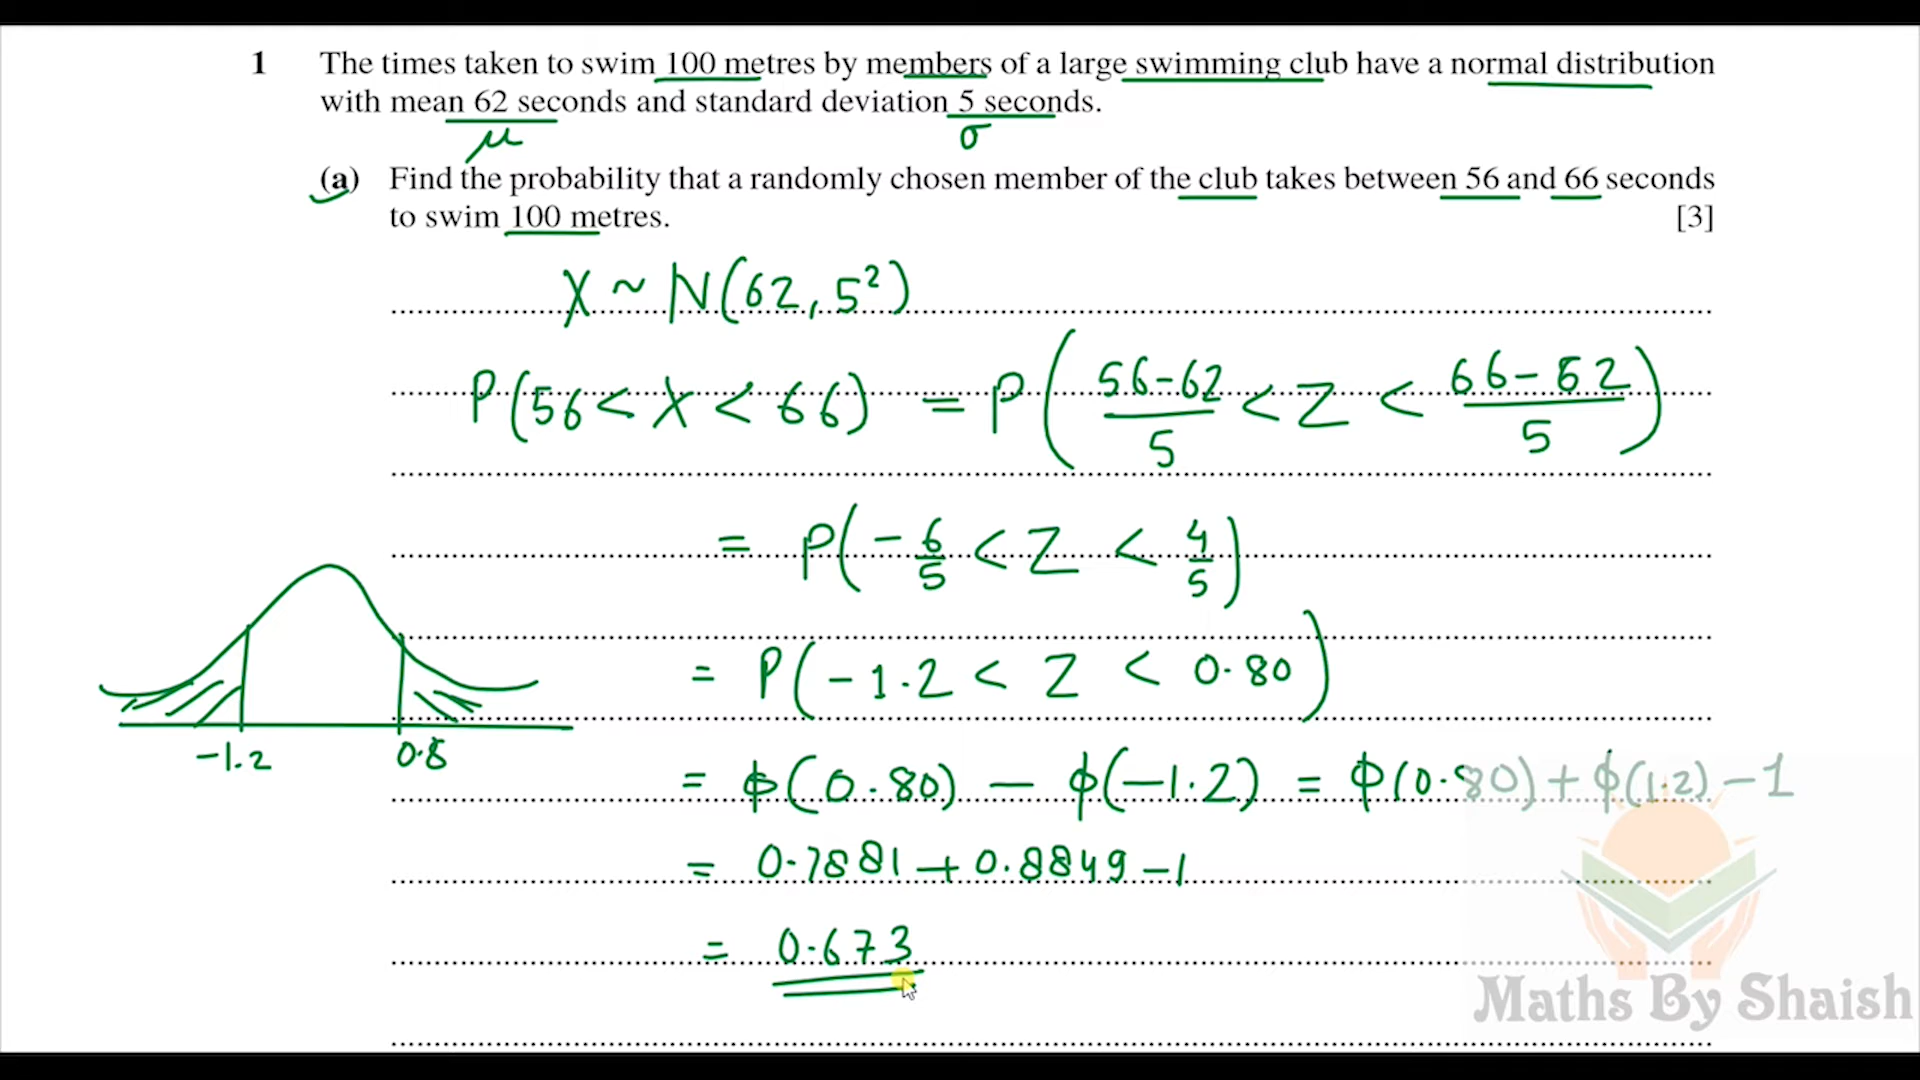 1 The times taken to swim 100 metres by members of a large swimming club have a normal distribution
with mean 62 seconds and standard deviation 5 seconds.
μ σ
(a) Find the probability that a randomly chosen member of the club takes between 56 and 66 seconds
to swim 100 metres. [3]
X ~ N(62, 5²)
P(56 < X < 66) = P((56-62)/5 < Z < (66-62)/5)
= P(-6/5 < Z < 4/5)
= P(-1.2 < Z < 0.80)
-1.2 0.8
= ϕ(0.80) - ϕ(-1.2) = ϕ(0.80) + ϕ(1.2) - 1
= 0.7881 + 0.8849 - 1
= 0.673
Maths By Shaish